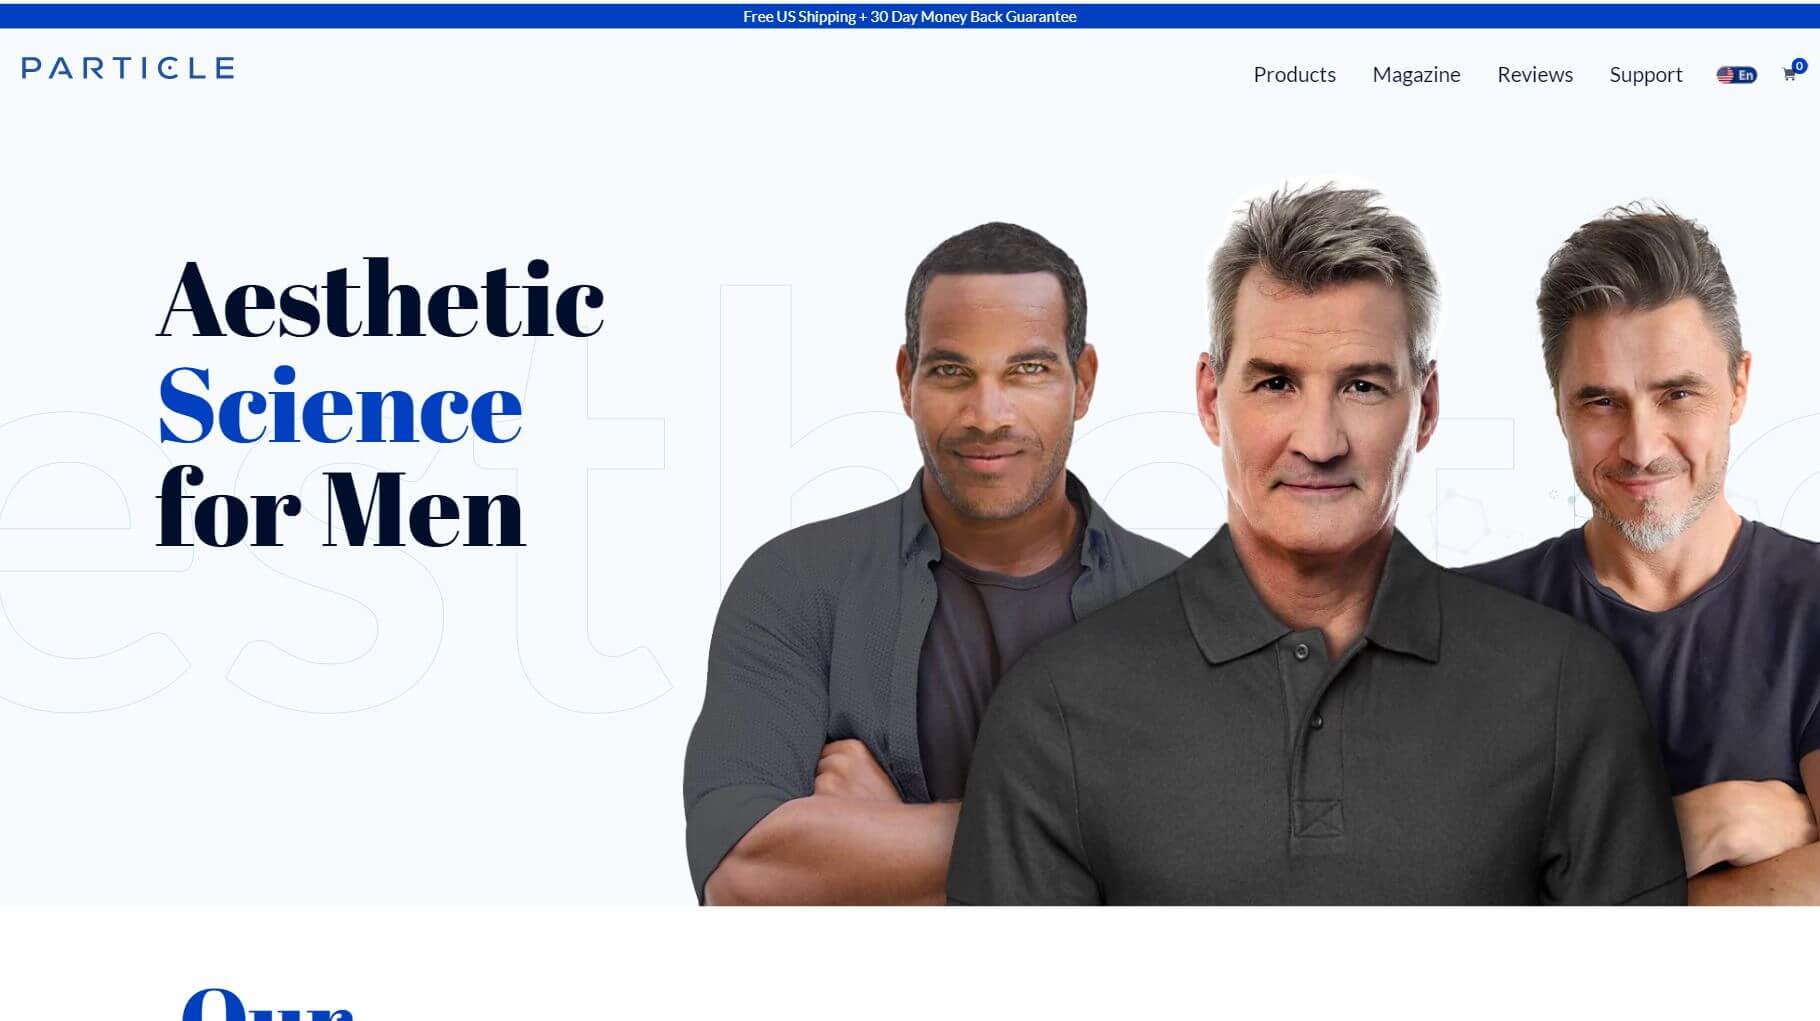 Free US Shipping + 30 Day Money Back Guarantee
PARTICLE
Products
Magazine
Reviews
Support
En
0
Aesthetic
Science
for Men
esthet
Our